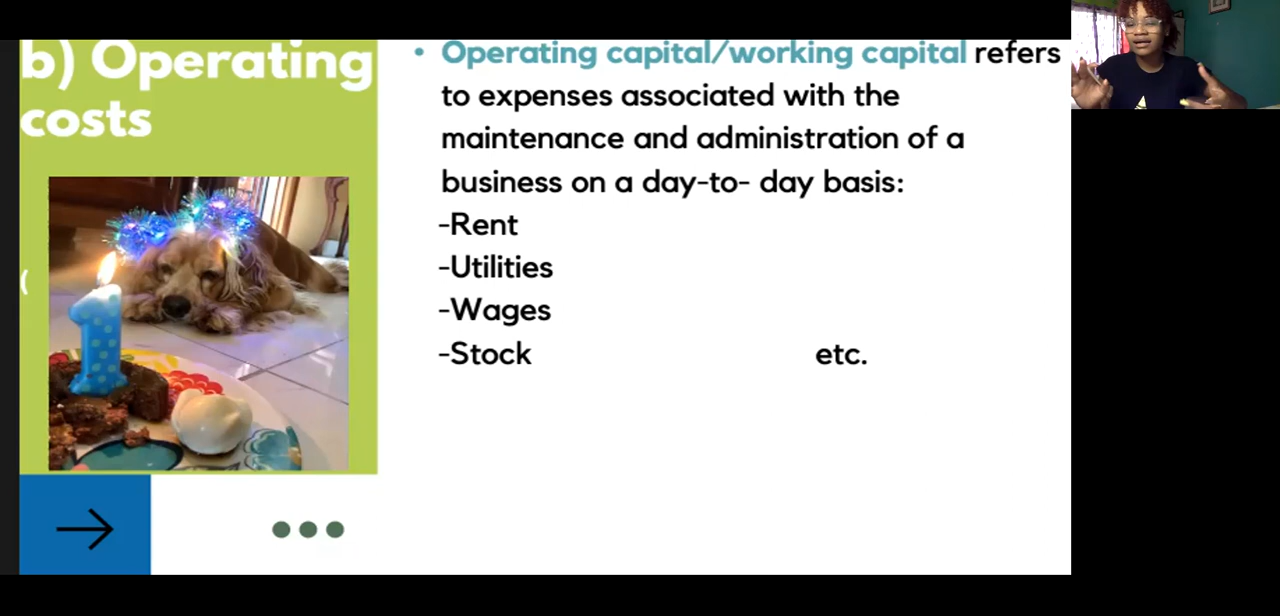 b) Operating
costs
• Operating capital/working capital refers
to expenses associated with the
maintenance and administration of a
business on a day-to- day basis:
-Rent
-Utilities
-Wages
-Stock etc.
(
1